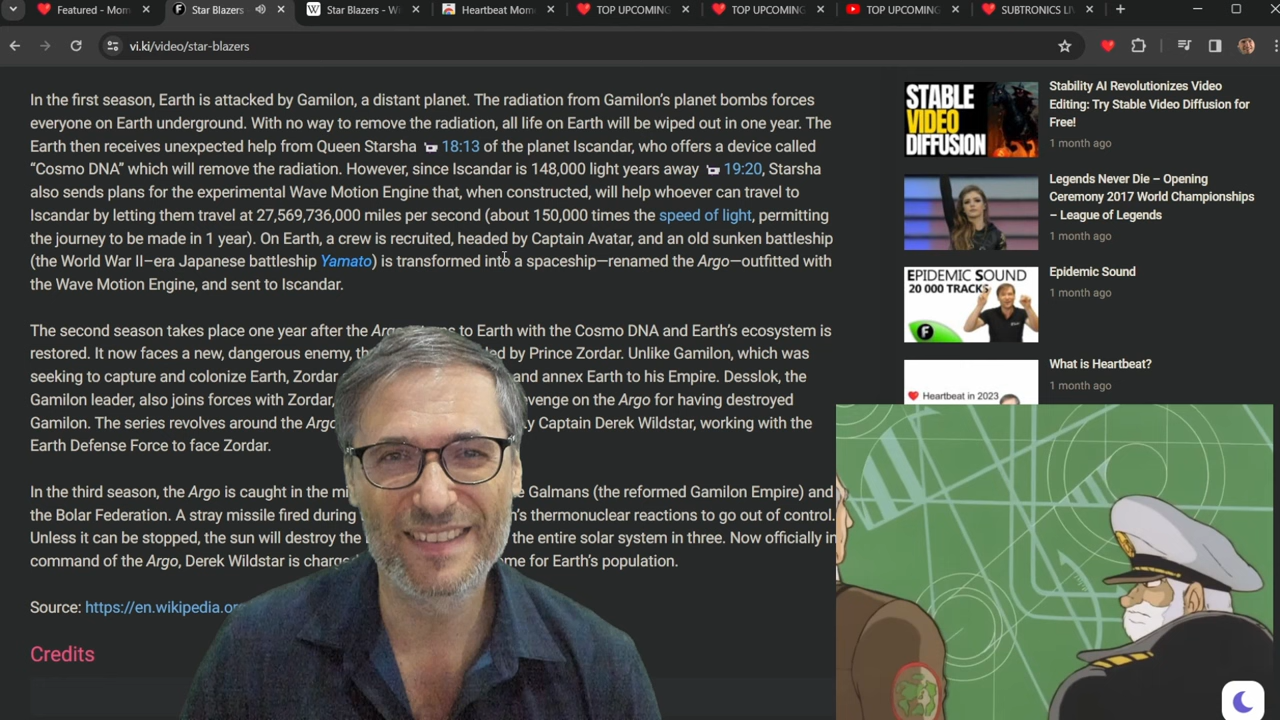 Featured - Mom
Star Blazers
Star Blazers - W
Heartbeat Mom
TOP UPCOMING
TOP UPCOMING
TOP UPCOMING
SUBTRONICS LI
vi.ki/video/star-blazers
In the first season, Earth is attacked by Gamilon, a distant planet. The radiation from Gamilon’s planet bombs forces
everyone on Earth underground. With no way to remove the radiation, all life on Earth will be wiped out in one year. The
Earth then receives unexpected help from Queen Starsha 18:13 of the planet Iscandar, who offers a device called
“Cosmo DNA” which will remove the radiation. However, since Iscandar is 148,000 light years away 19:20, Starsha
also sends plans for the experimental Wave Motion Engine that, when constructed, will help whoever can travel to
Iscandar by letting them travel at 27,569,736,000 miles per second (about 150,000 times the speed of light, permitting
the journey to be made in 1 year). On Earth, a crew is recruited, headed by Captain Avatar, and an old sunken battleship
(the World War II–era Japanese battleship Yamato) is transformed into a spaceship—renamed the Argo—outfitted with
the Wave Motion Engine, and sent to Iscandar.
The second season takes place one year after the Argo to Earth with the Cosmo DNA and Earth’s ecosystem is
restored. It now faces a new, dangerous enemy, by Prince Zordar. Unlike Gamilon, which was
seeking to capture and colonize Earth, Zordar and annex Earth to his Empire. Desslok, the
Gamilon leader, also joins forces with Zordar, revenge on the Argo for having destroyed
Gamilon. The series revolves around the Argo Captain Derek Wildstar, working with the
Earth Defense Force to face Zordar.
In the third season, the Argo is caught in the Galmans (the reformed Gamilon Empire) and
the Bolar Federation. A stray missile fired during thermonuclear reactions to go out of control.
Unless it can be stopped, the sun will destroy the the entire solar system in three. Now officially in
command of the Argo, Derek Wildstar is for Earth’s population.
Source: https://en.wikipedia.or
Credits
STABLE
VIDEO
DIFFUSION
Stability AI Revolutionizes Video
Editing: Try Stable Video Diffusion for
Free!
1 month ago
Legends Never Die – Opening
Ceremony 2017 World Championships
– League of Legends
1 month ago
EPIDEMIC SOUND
20 000 TRACKS
Epidemic Sound
1 month ago
What is Heartbeat?
1 month ago
Heartbeat in 2023